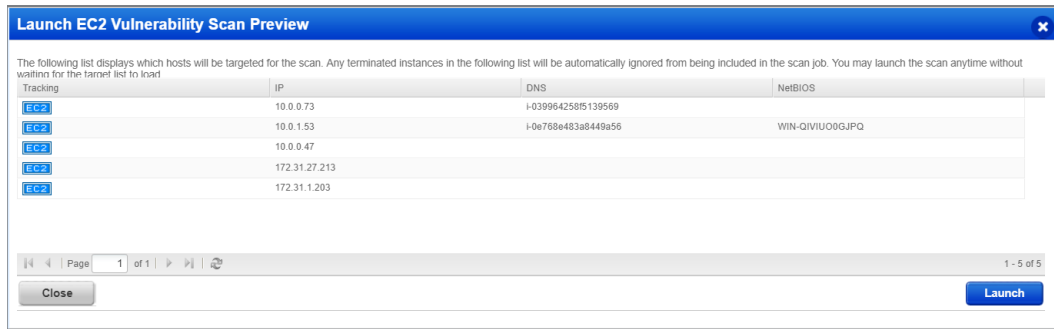 Launch EC2 Vulnerability Scan Preview
The following list displays which hosts will be targeted for the scan. Any terminated instances in the following list will be automatically ignored from being included in the scan job. You may launch the scan anytime without
waiting for the target list to load
Tracking IP DNS NetBIOS
EC2 10.0.0.73 i-039964258f5139569
EC2 10.0.1.53 i-0e768e483a8449a56 WIN-QIVIUO0GJPQ
EC2 10.0.0.47
EC2 172.31.27.213
EC2 172.31.1.203
Page 1 of 1 1 - 5 of 5
Close Launch